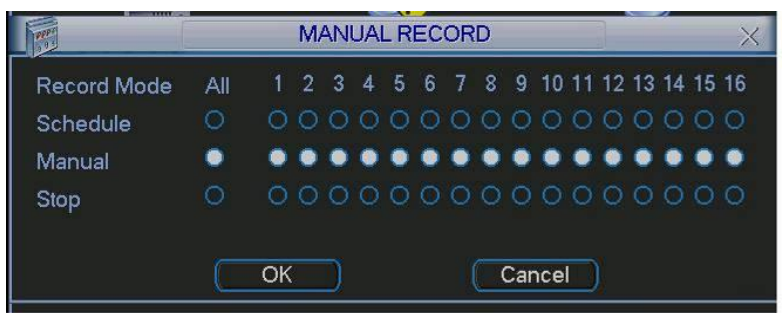 MANUAL RECORD
Record Mode All 1 2 3 4 5 6 7 8 9 10 11 12 13 14 15 16
Schedule
Manual
Stop
OK Cancel